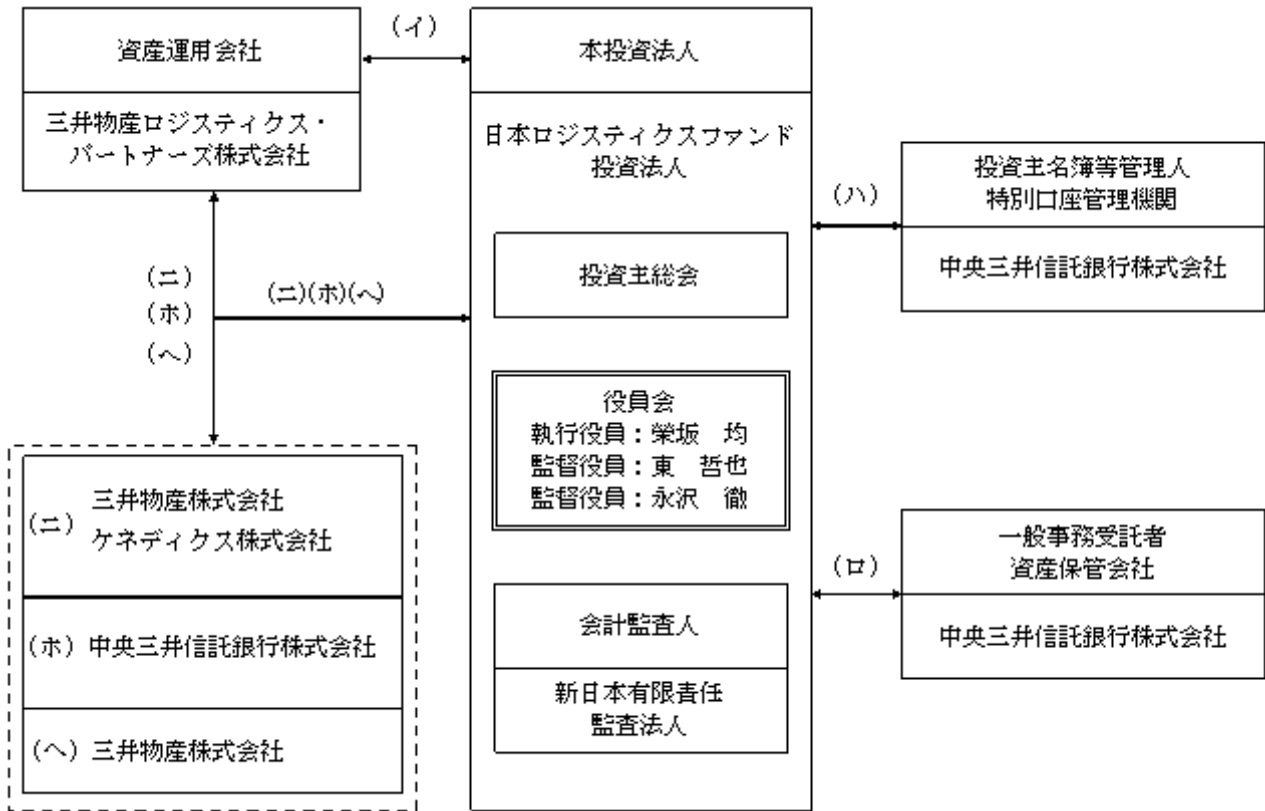 資産運用会社
三井物産ロジスティクス・
パートナーズ株式会社
(イ)
本投資法人
日本ロジスティクスファンド
投資法人
投資主総会
役員会
執行役員：榮坂　均
監督役員：東　哲也
監督役員：永沢　徹
会計監査人
新日本有限責任
監査法人
(ハ)
投資主名簿等管理人
特別口座管理機関
中央三井信託銀行株式会社
(ニ)
(ホ)
(ヘ)
(ニ)(ホ)(ヘ)
(ニ)
三井物産株式会社
ケネディクス株式会社
(ホ) 中央三井信託銀行株式会社
(ヘ) 三井物産株式会社
(ロ)
一般事務受託者
資産保管会社
中央三井信託銀行株式会社